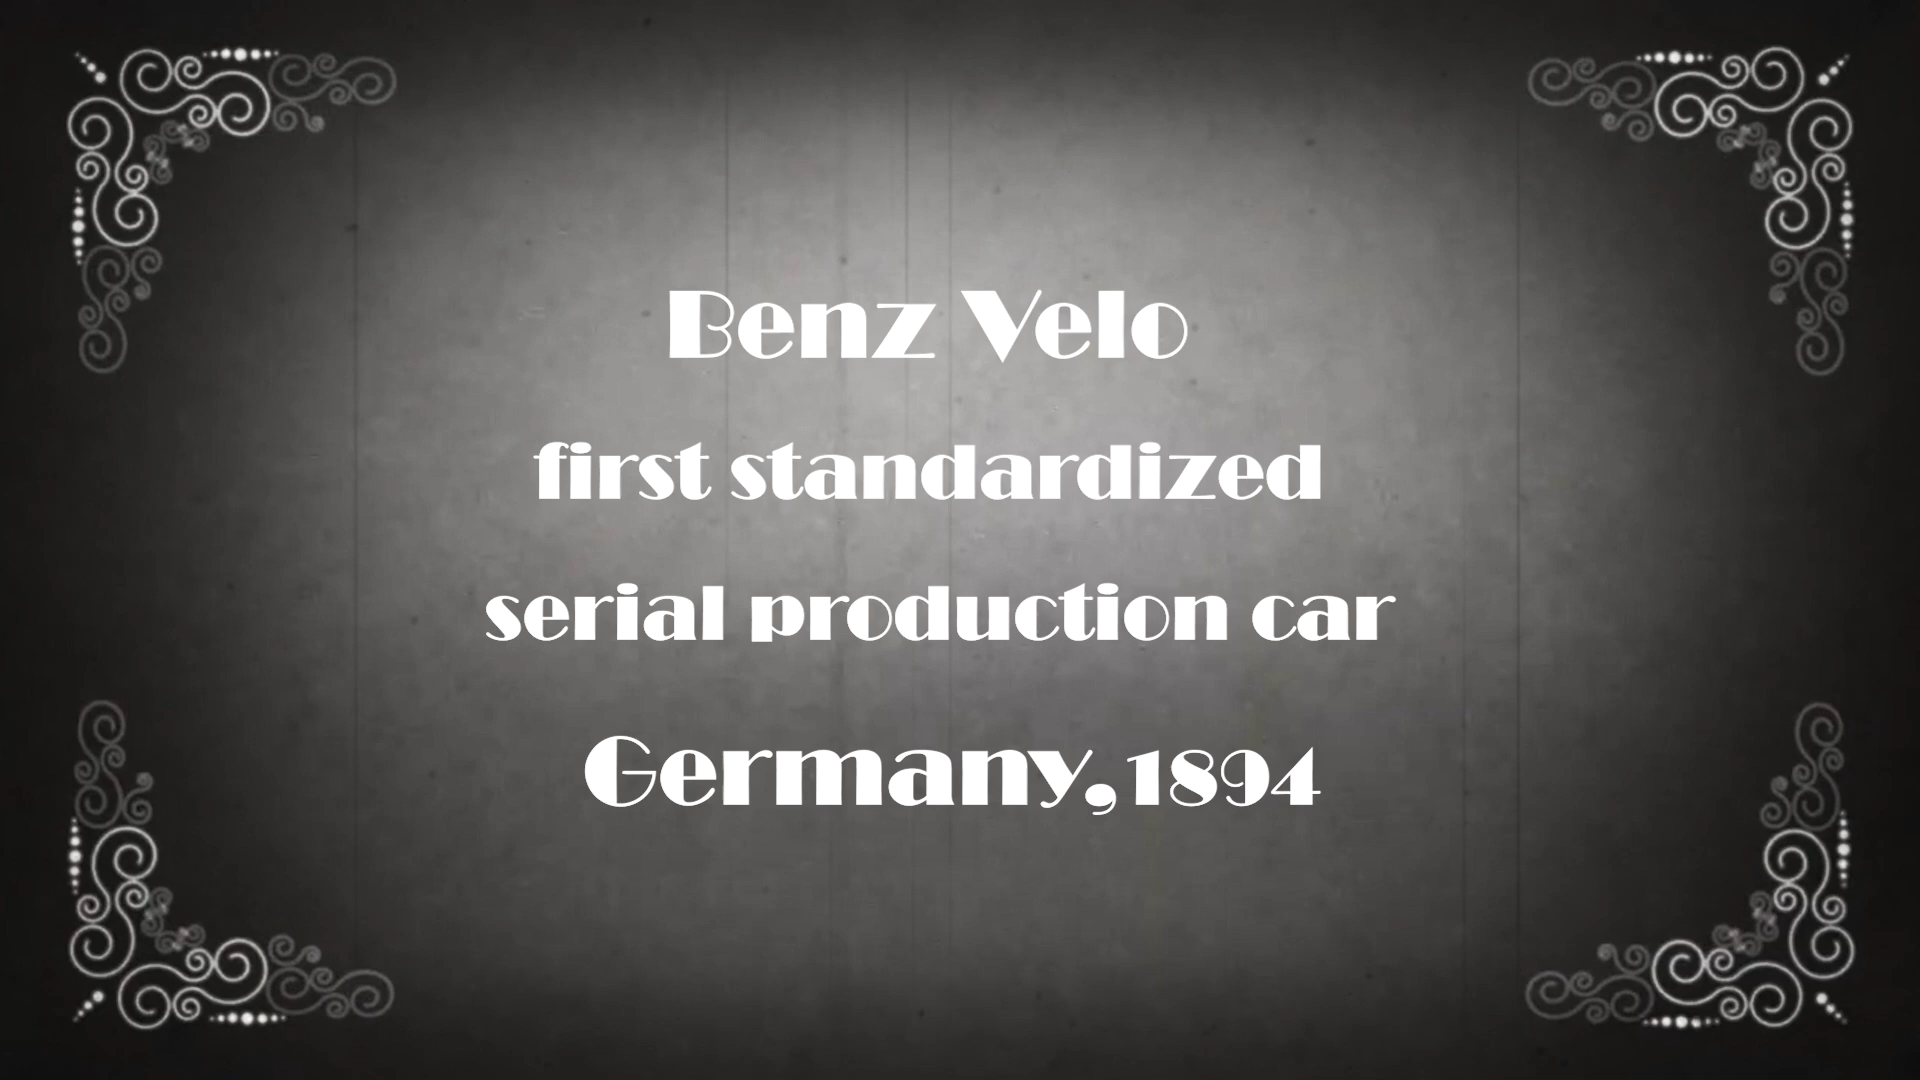 Benz Velo
first standardized
serial production car
Germany,1894